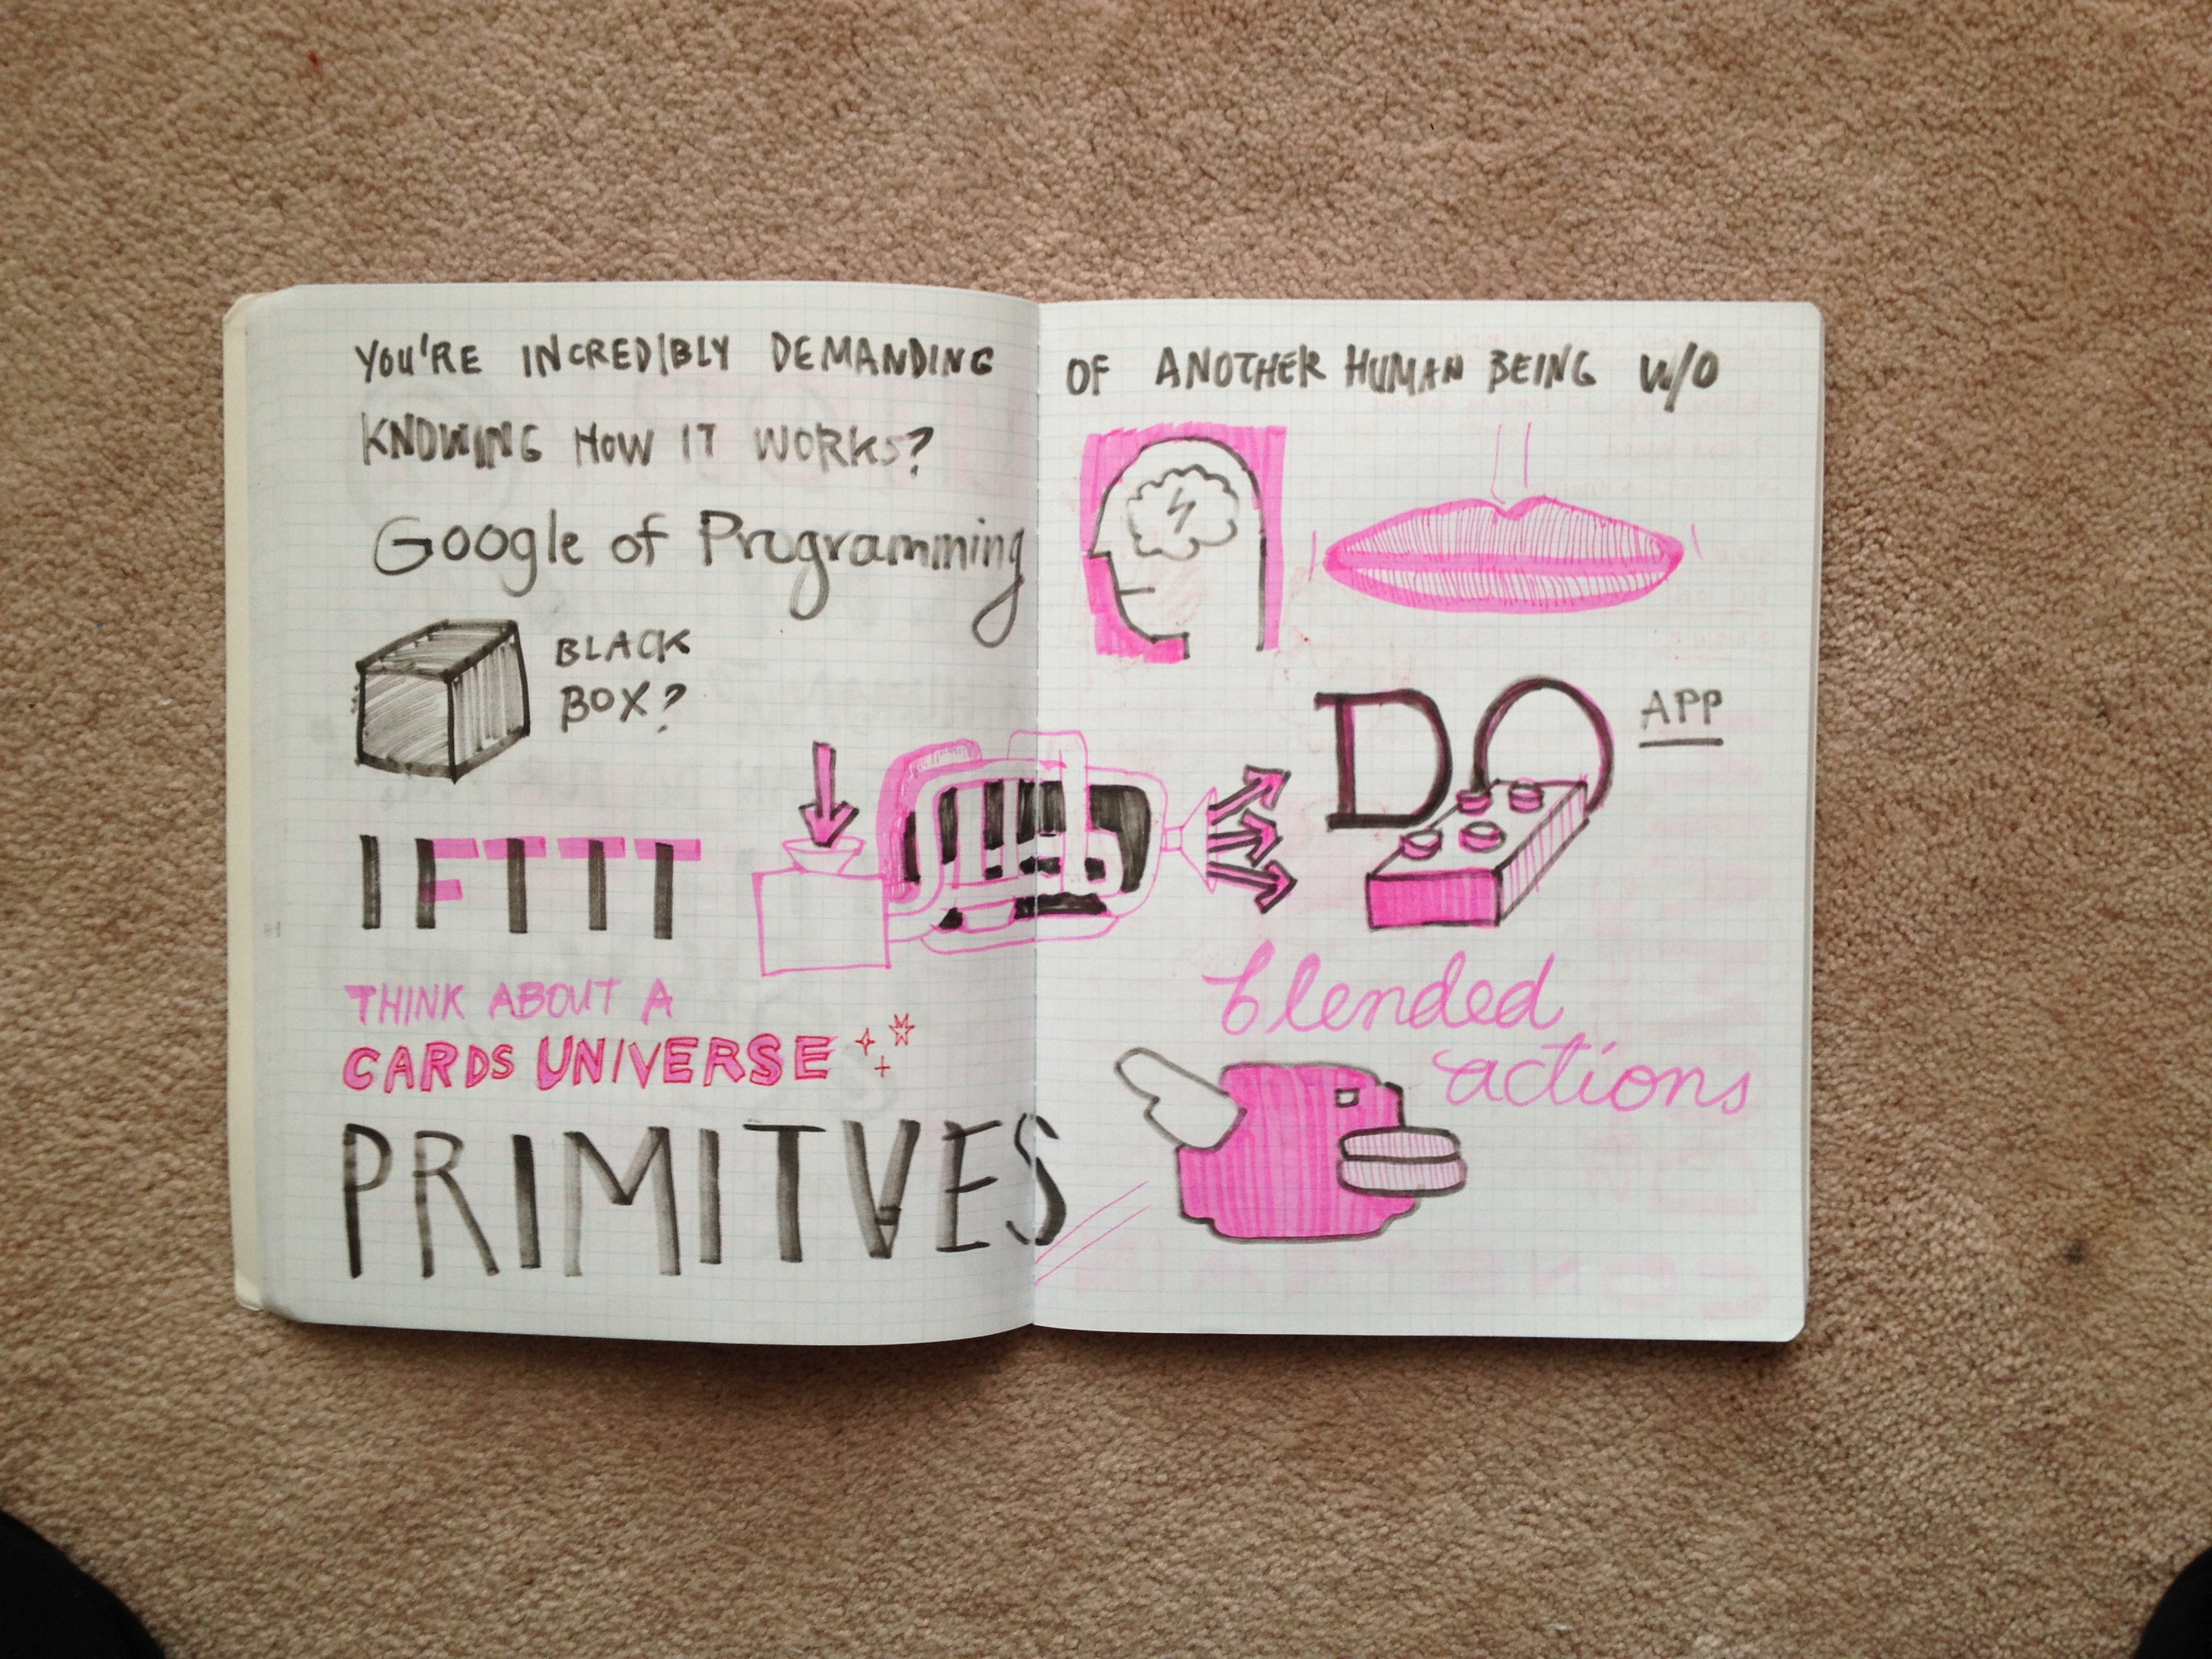 YOU'RE INCREDIBLY DEMANDING OF ANOTHER HUMAN BEING W/O
KNOWING HOW IT WORKS?
Google of Programming
BLACK
BOX?
DO APP
IFTTT
THINK ABOUT A
CARDS UNIVERSE
blended
actions
PRIMITVES